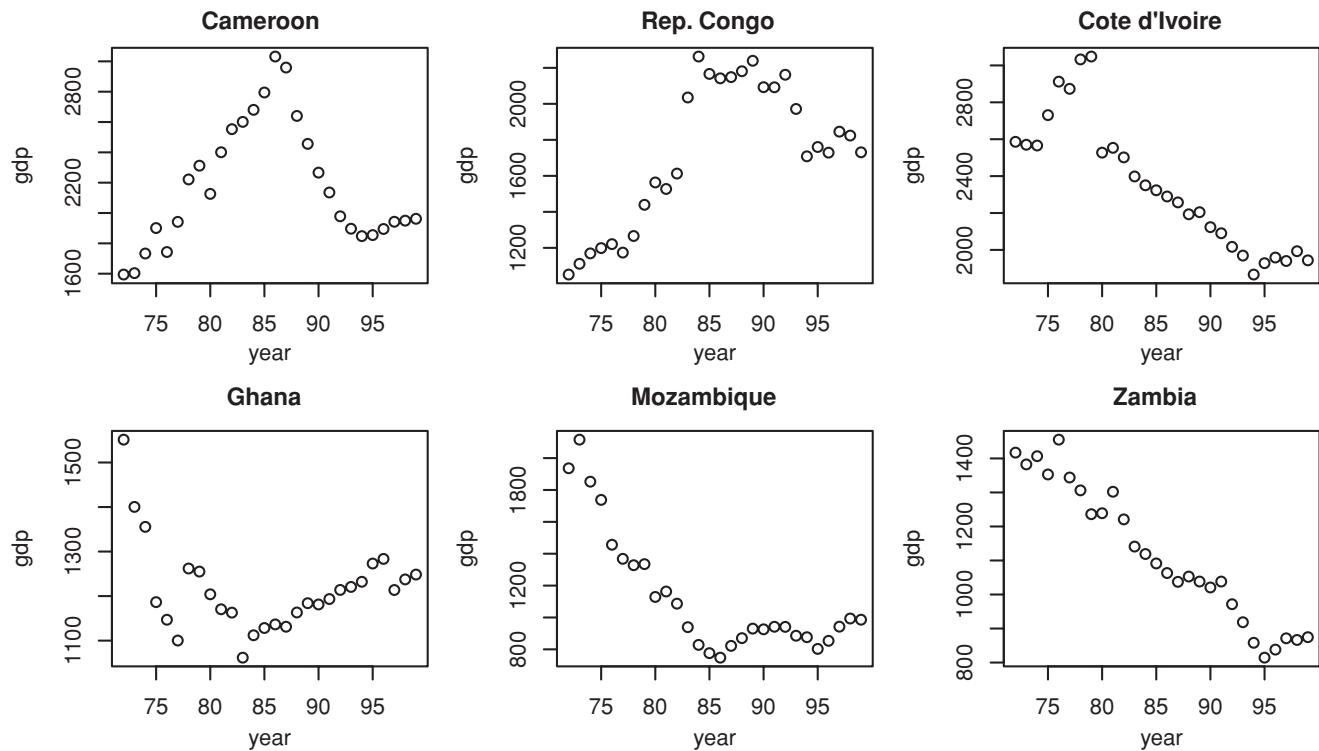 Cameroon
gdp
1600 2200 2800
75 80 85 90 95
year
Rep. Congo
gdp
1200 1600 2000
75 80 85 90 95
year
Cote d'Ivoire
gdp
2000 2400 2800
75 80 85 90 95
year
Ghana
gdp
1100 1300 1500
75 80 85 90 95
year
Mozambique
gdp
800 1200 1800
75 80 85 90 95
year
Zambia
gdp
800 1000 1200 1400
75 80 85 90 95
year